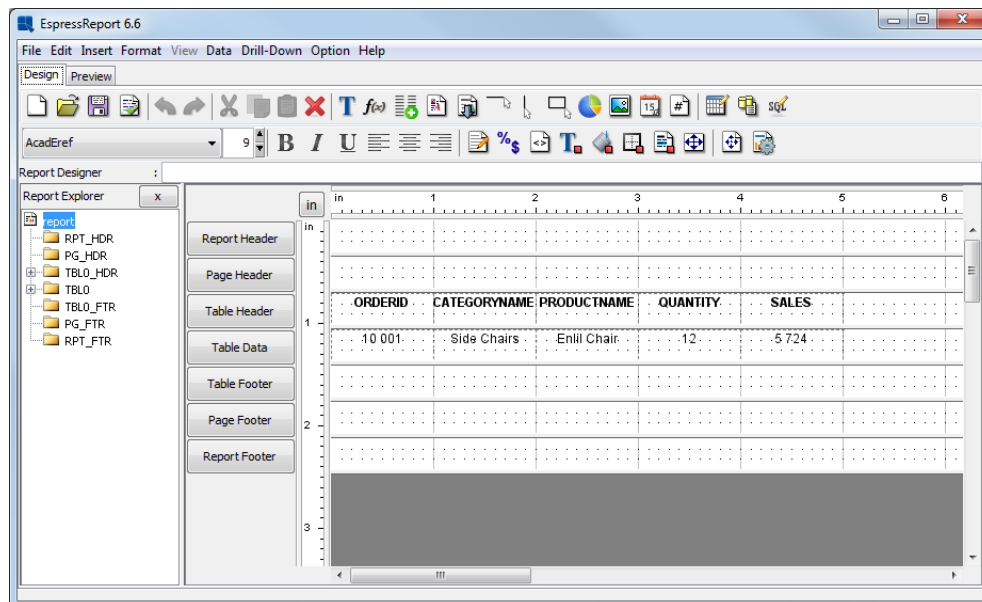 EspressReport 6.6
File Edit Insert Format View Data Drill-Down Option Help
Design Preview
T f(x) 15 # SQL
AcadEref 9 B I U %$ <> T
Report Designer :
Report Explorer x
in
in 1 2 3 4 5 6
report
RPT_HDR
PG_HDR
TBL0_HDR
TBL0
TBL0_FTR
PG_FTR
RPT_FTR
in
1
2
3
Report Header
Page Header
Table Header
Table Data
Table Footer
Page Footer
Report Footer
ORDERID CATEGORYNAME PRODUCTNAME QUANTITY SALES
10 001 Side Chairs Enlil Chair 12 5 724